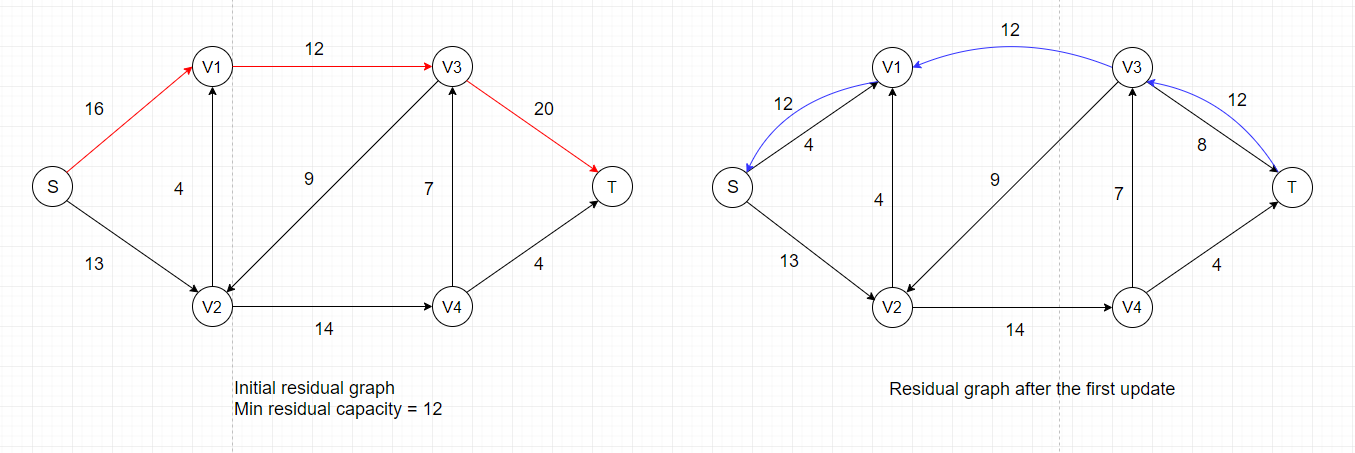 12
V1
V3
16
20
4
9
7
S
T
13
4
V2
V4
14
Initial residual graph
Min residual capacity = 12
12
V1
V3
12
12
4
8
9
7
4
S
T
13
4
V2
V4
14
Residual graph after the first update